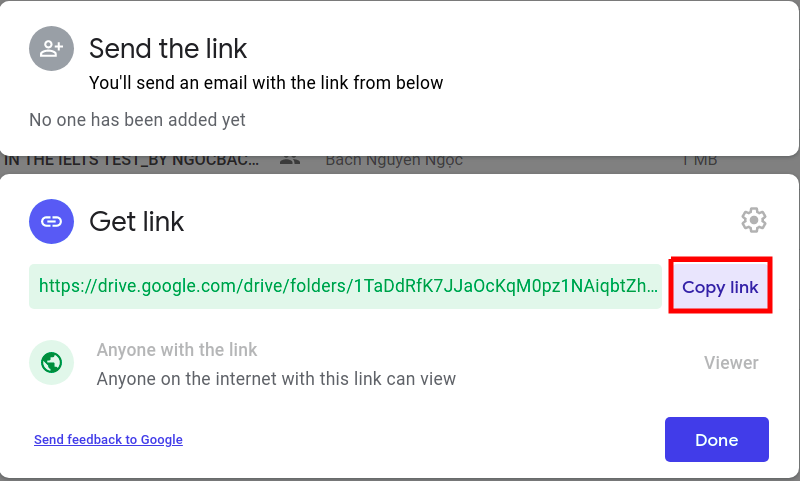 Send the link
You'll send an email with the link from below
No one has been added yet
IN THE IELTS TEST_BY NGOCBAC...
Bach Nguyen Ngọc
1 MB
Get link
https://drive.google.com/drive/folders/1TaDdRfK7JJaOcKqM0pz1NAiqbtZh...
Copy link
Anyone with the link
Anyone on the internet with this link can view
Viewer
Send feedback to Google
Done